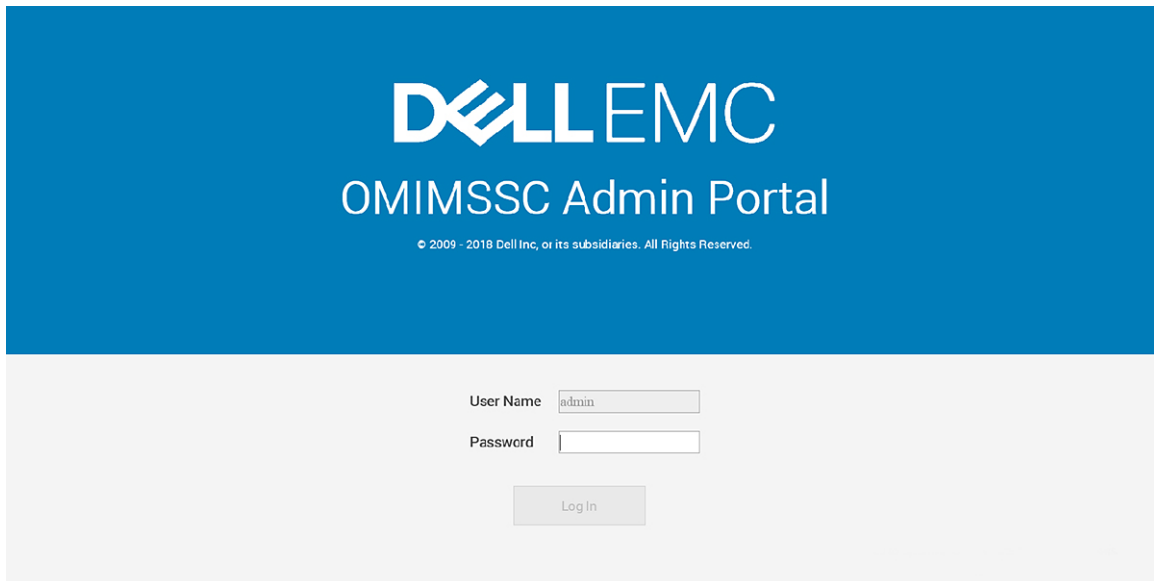 DELLEMC
OMIMSSC Admin Portal
© 2009 - 2018 Dell Inc, or its subsidiaries. All Rights Reserved.
User Name admin
Password
Log In